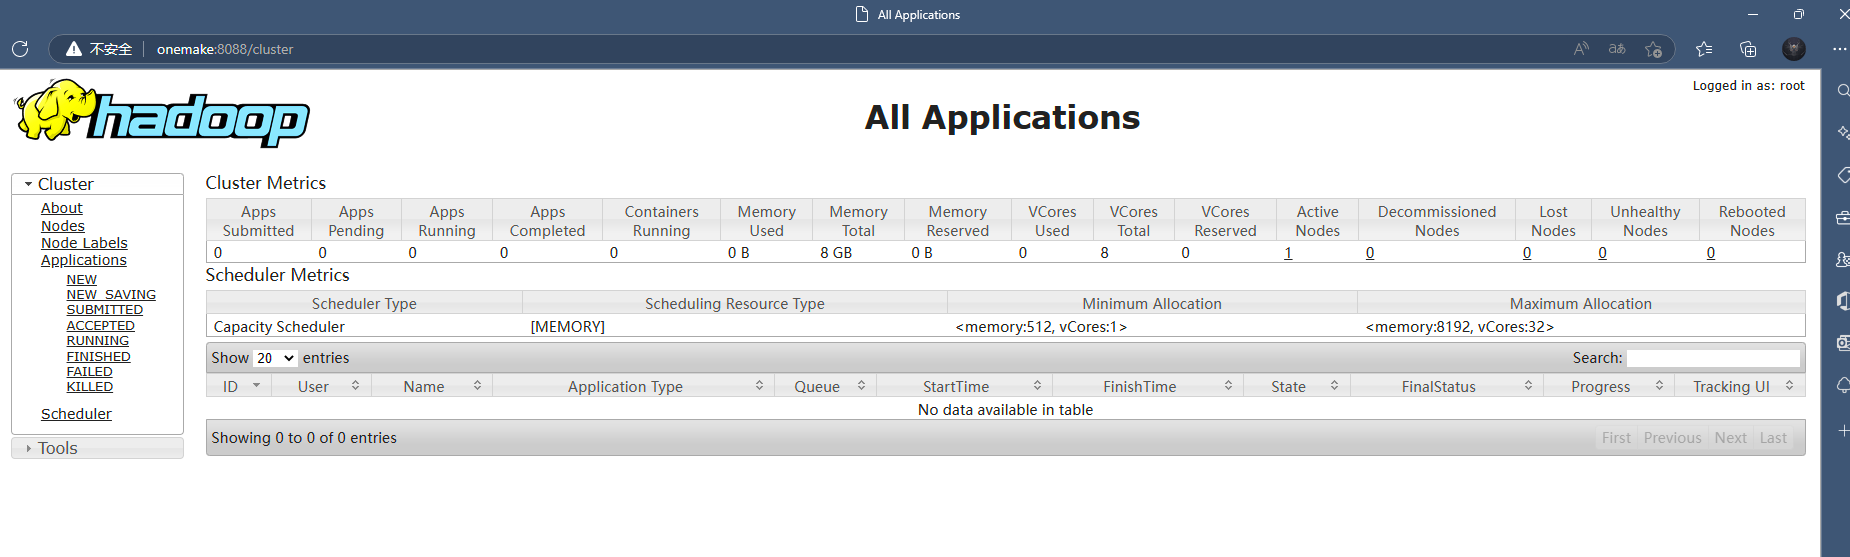 All Applications
不安全 onemake:8088/cluster
Logged in as: root
hadoop
All Applications
Cluster
About
Nodes
Node Labels
Applications
NEW
NEW_SAVING
SUBMITTED
ACCEPTED
RUNNING
FINISHED
FAILED
KILLED
Scheduler
Tools
Cluster Metrics
Apps Submitted Apps Pending Apps Running Apps Completed Containers Running Memory Used Memory Total Memory Reserved VCores Used VCores Total VCores Reserved Active Nodes Decommissioned Nodes Lost Nodes Unhealthy Nodes Rebooted Nodes
0 0 0 0 0 0 B 8 GB 0 B 0 8 0 1 0 0 0 0
Scheduler Metrics
Scheduler Type Scheduling Resource Type Minimum Allocation Maximum Allocation
Capacity Scheduler [MEMORY] <memory:512, vCores:1> <memory:8192, vCores:32>
Show 20 entries Search:
ID User Name Application Type Queue StartTime FinishTime State FinalStatus Progress Tracking UI
No data available in table
Showing 0 to 0 of 0 entries First Previous Next Last